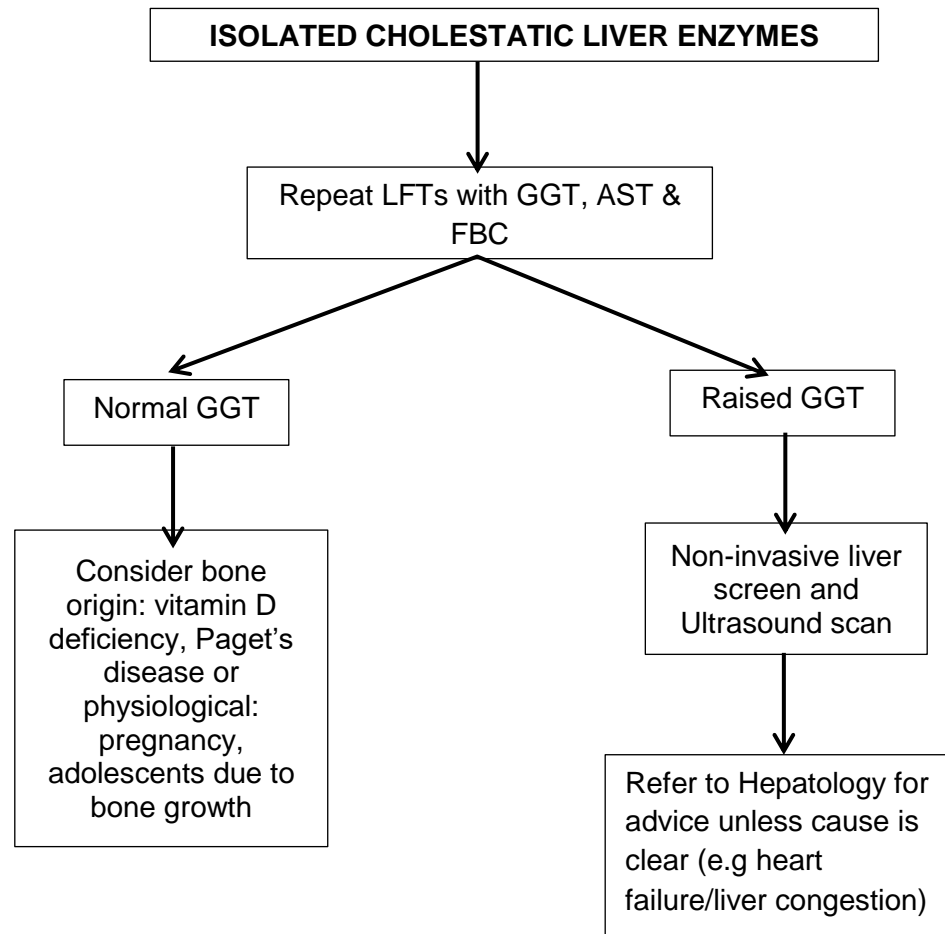 ISOLATED CHOLESTATIC LIVER ENZYMES
Repeat LFTs with GGT, AST &
FBC
Normal GGT
Raised GGT
Consider bone
origin: vitamin D
deficiency, Paget’s
disease or
physiological:
pregnancy,
adolescents due to
bone growth
Non-invasive liver
screen and
Ultrasound scan
Refer to Hepatology for
advice unless cause is
clear (e.g heart
failure/liver congestion)